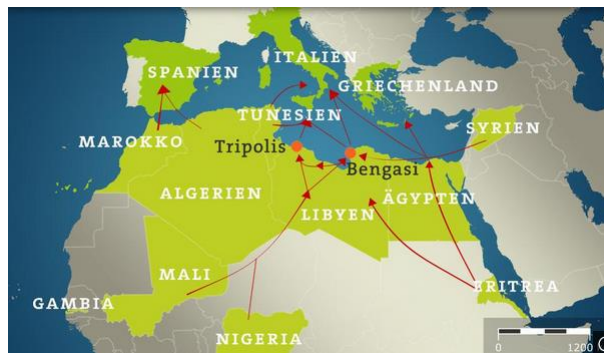 ITALIEN
SPANIEN
GRIECHENLAND
TUNESIEN
SYRIEN
MAROKKO
Tripolis
Bengasi
ALGERIEN
ÄGYPTEN
LIBYEN
MALI
ERITREA
GAMBIA
NIGERIA
0 1200